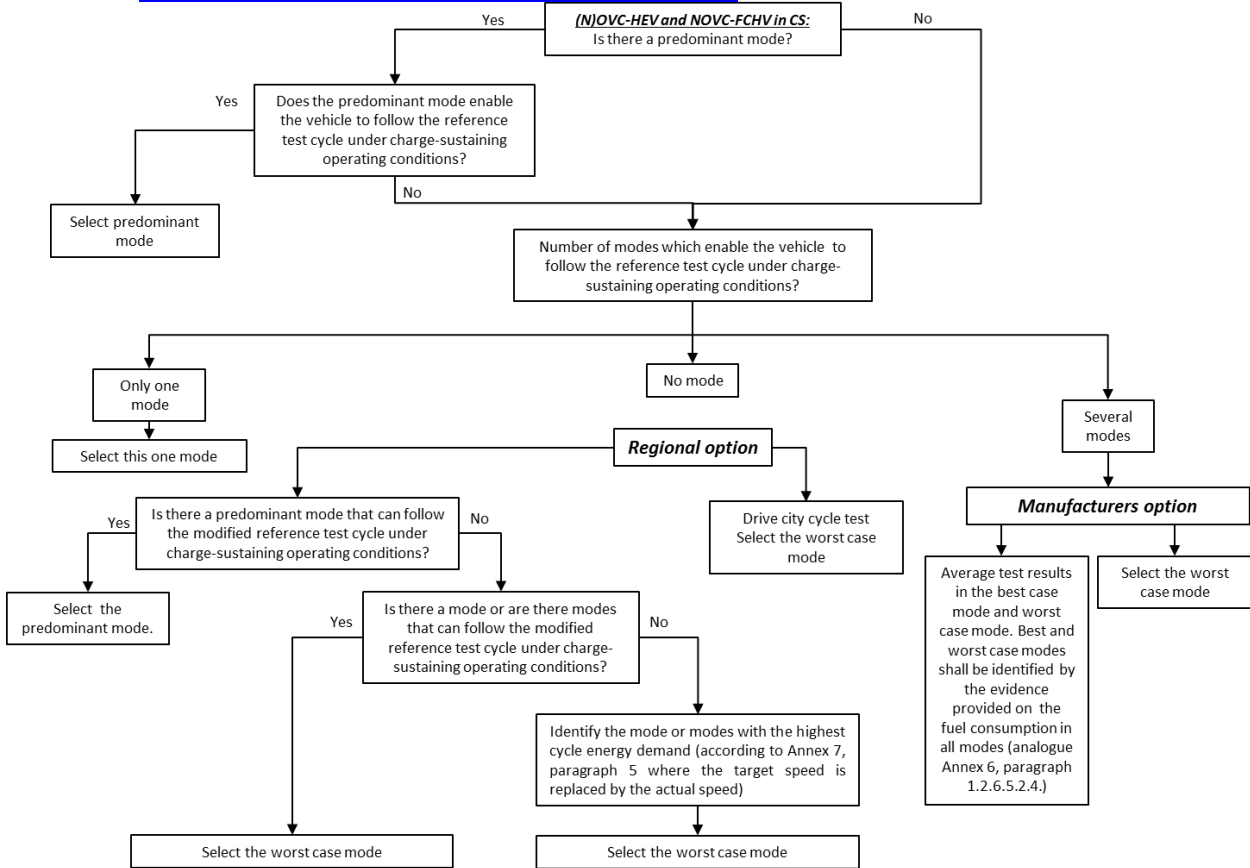 (N)OVC-HEV and NOVC-FCHV in CS:
Is there a predominant mode?
Yes
No
Does the predominant mode enable
the vehicle to follow the reference
test cycle under charge-sustaining
operating conditions?
Yes
No
Select predominant
mode
Number of modes which enable the vehicle to
follow the reference test cycle under charge-
sustaining operating conditions?
Only one
mode
No mode
Several
modes
Select this one mode
Regional option
Manufacturers option
Is there a predominant mode that can follow
the modified reference test cycle under
charge-sustaining operating conditions?
Yes
No
Drive city cycle test
Select the worst case
mode
Average test results
in the best case
mode and worst
case mode. Best and
worst case modes
shall be identified by
the evidence
provided on the
fuel consumption in
all modes (analogue
Annex 6, paragraph
1.2.6.5.2.4.)
Select the worst
case mode
Select the
predominant mode.
Is there a mode or are there modes
that can follow the modified
reference test cycle under charge-
sustaining operating conditions?
Yes
No
Identify the mode or modes with the highest
cycle energy demand (according to Annex 7,
paragraph 5 where the target speed is
replaced by the actual speed)
Select the worst case mode
Select the worst case mode